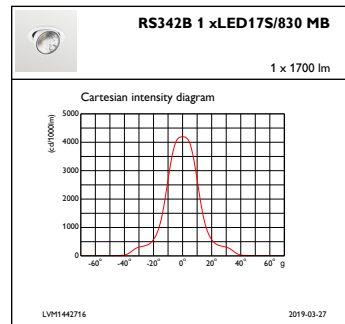 RS342B 1 xLED17S/830 MB
1 x 1700 lm
Cartesian intensity diagram
(cd/1000lm)
5000
4000
3000
2000
1000
0
-60° -40° -20° 0° 20° 40° 60° g
LVM1442716 2019-03-27